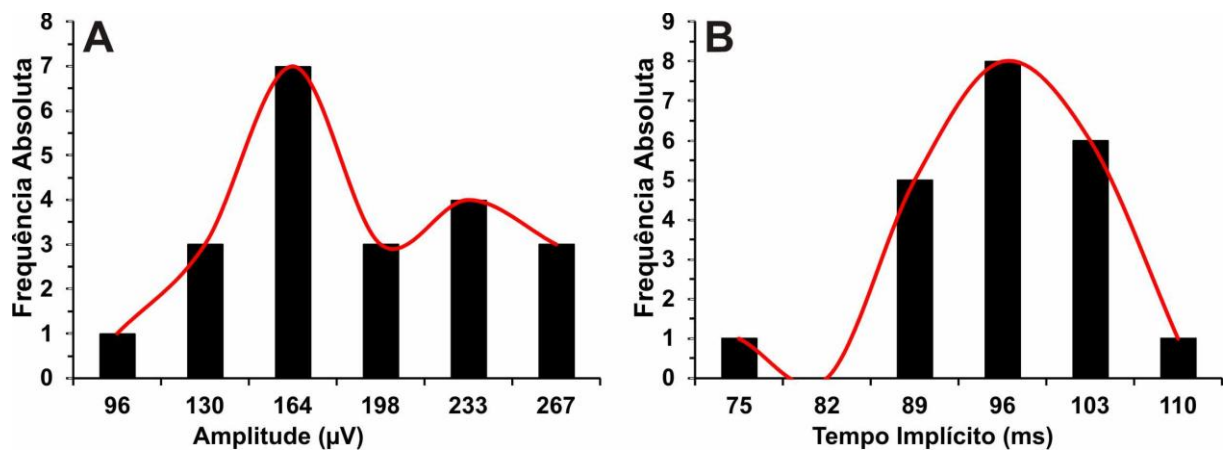 A
Frequência Absoluta
8
7
6
5
4
3
2
1
0
96 130 164 198 233 267
Amplitude (µV)
B
Frequência Absoluta
9
8
7
6
5
4
3
2
1
0
75 82 89 96 103 110
Tempo Implícito (ms)